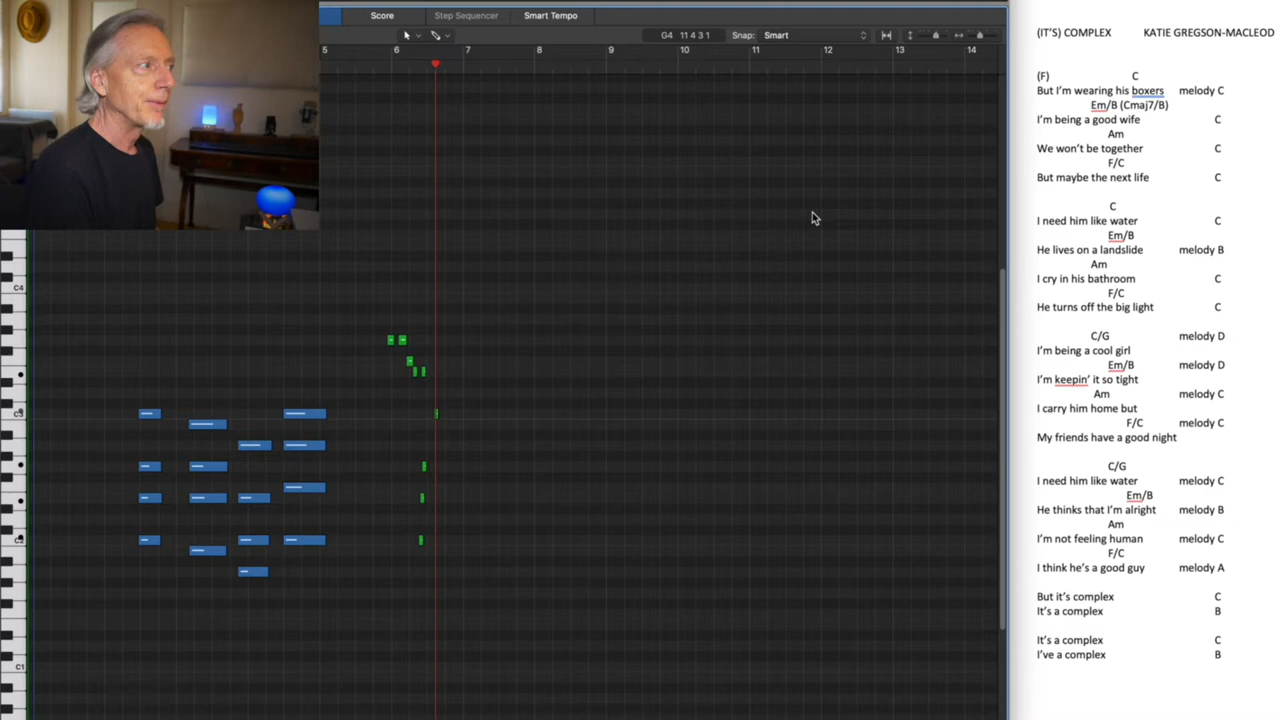 Score Step Sequencer Smart Tempo
G4 11 4 3 1 Snap: Smart
5 6 7 8 9 10 11 12 13 14
C4
C3
C2
C1
(IT'S) COMPLEX KATIE GREGSON-MACLEOD
(F) C
But I'm wearing his boxers melody C
Em/B (Cmaj7/B)
I'm being a good wife C
Am
We won't be together C
F/C
But maybe the next life C
C
I need him like water C
Em/B
He lives on a landslide melody B
Am
I cry in his bathroom C
F/C
He turns off the big light C
C/G melody D
I'm being a cool girl
Em/B melody D
I'm keepin' it so tight
Am melody C
I carry him home but
F/C melody C
My friends have a good night
C/G
I need him like water melody C
Em/B
He thinks that I'm alright melody B
Am
I'm not feeling human melody C
F/C
I think he's a good guy melody A
But it's complex C
It's a complex B
It's a complex C
I've a complex B